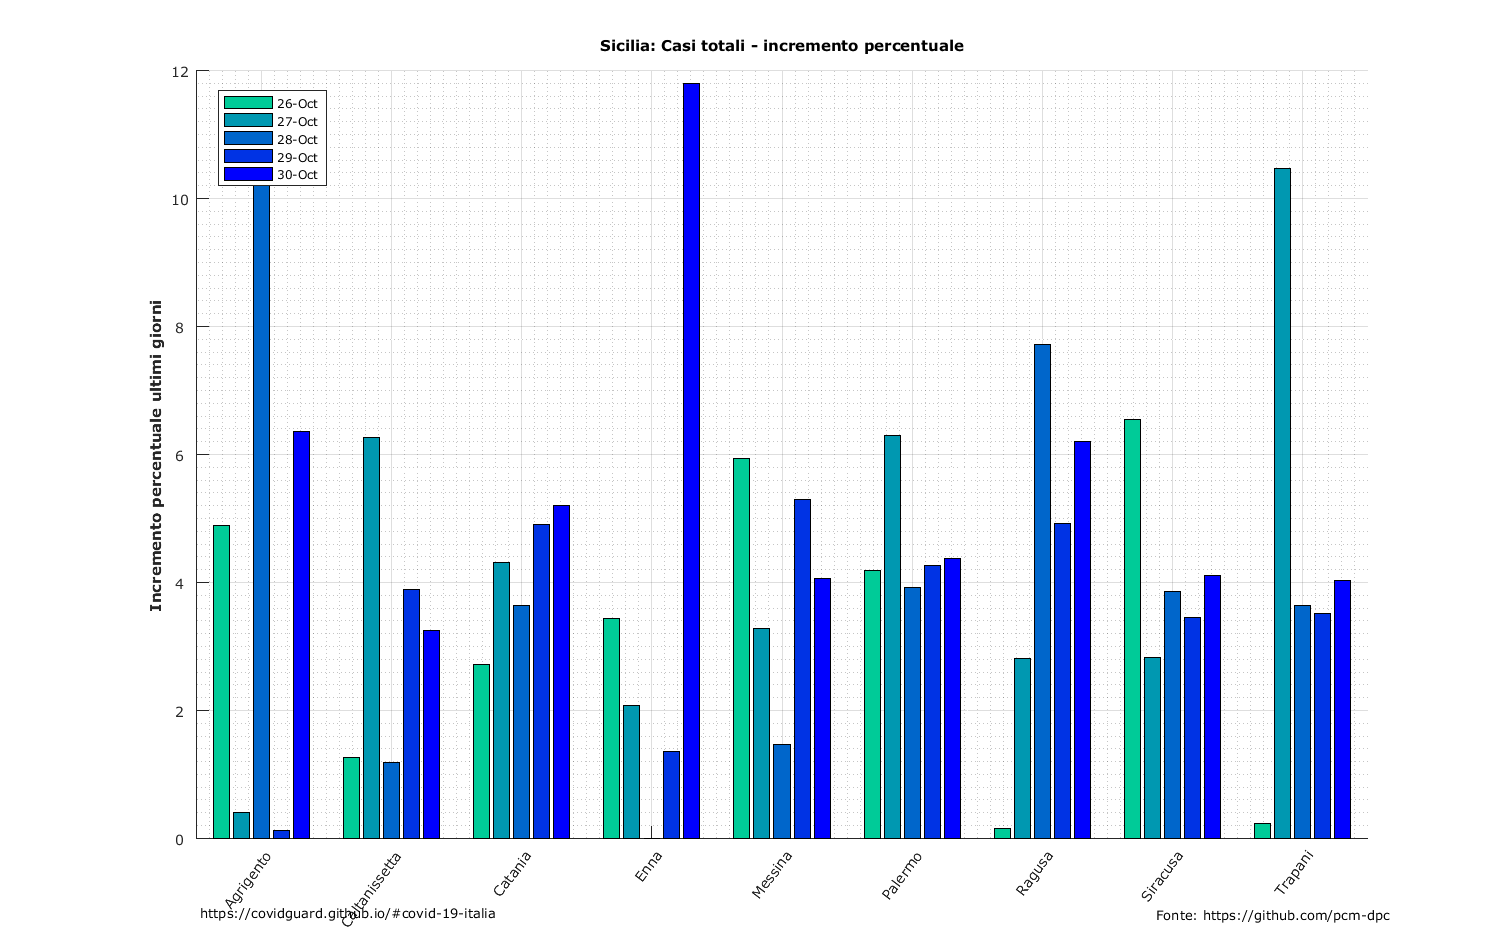 Sicilia: Casi totali - incremento percentuale
Incremento percentuale ultimi giorni
12
10
8
6
4
2
0
26-Oct
27-Oct
28-Oct
29-Oct
30-Oct
Agrigento
Caltanissetta
Catania
Enna
Messina
Palermo
Ragusa
Siracusa
Trapani
https://covidguard.github.io/#covid-19-italia
Fonte: https://github.com/pcm-dpc